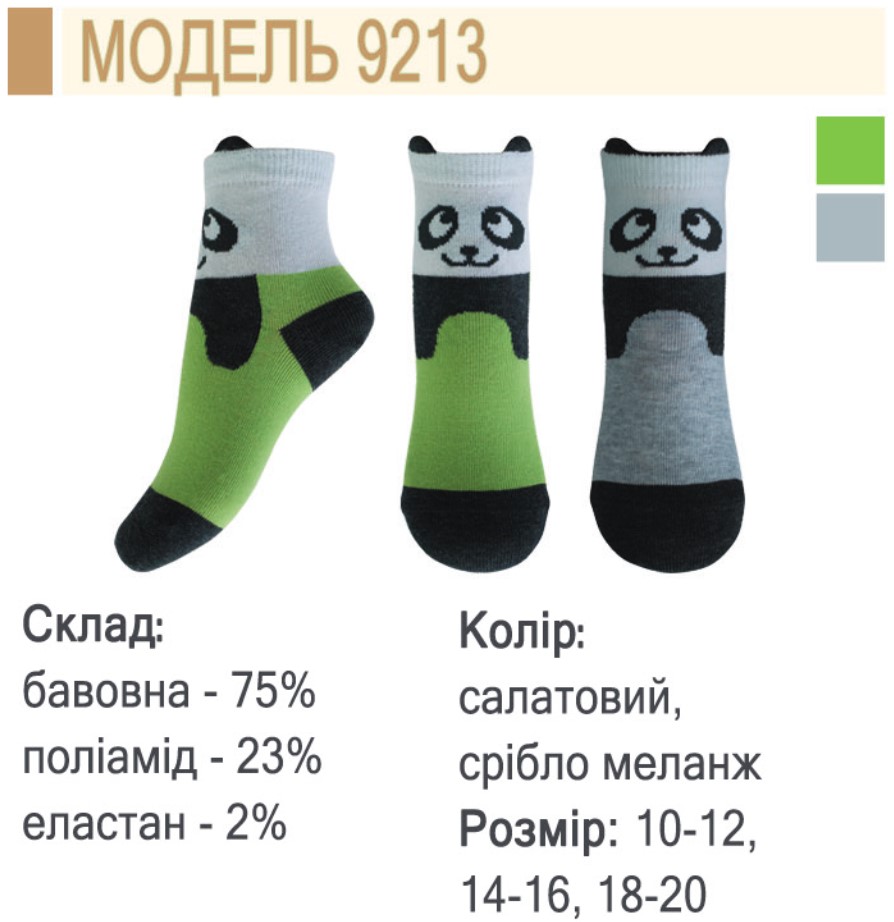 МОДЕЛЬ 9213
Склад:
бавовна - 75%
поліамід - 23%
еластан - 2%
Колір:
салатовий,
срібло меланж
Розмір: 10-12,
14-16, 18-20